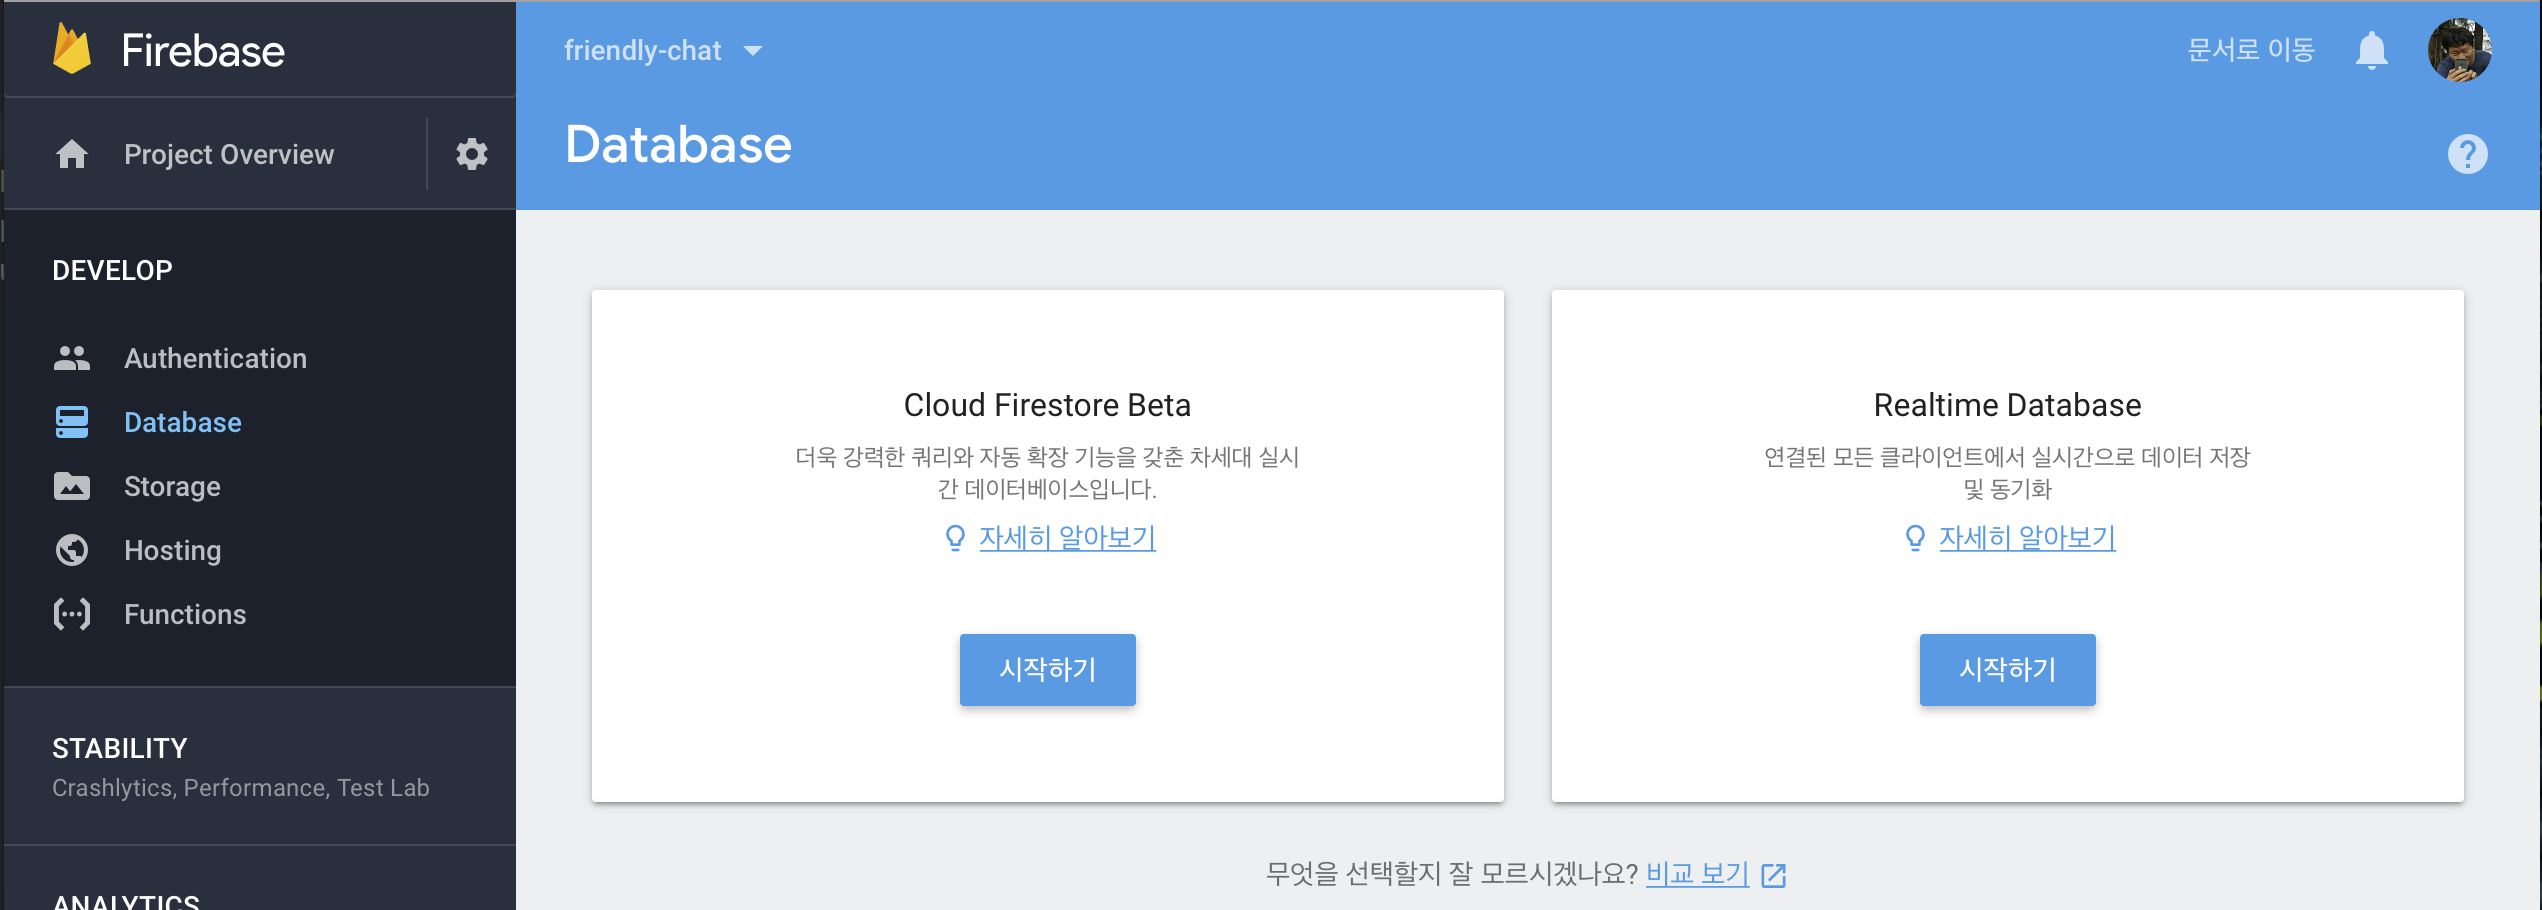 Firebase
Project Overview
DEVELOP
Authentication
Database
Storage
Hosting
Functions
STABILITY
Crashlytics, Performance, Test Lab
ANALYTICS
friendly-chat
문서로 이동
Database
Cloud Firestore Beta
더욱 강력한 쿼리와 자동 확장 기능을 갖춘 차세대 실시
간 데이터베이스입니다.
자세히 알아보기
시작하기
Realtime Database
연결된 모든 클라이언트에서 실시간으로 데이터 저장
및 동기화
자세히 알아보기
시작하기
무엇을 선택할지 잘 모르시겠나요? 비교 보기